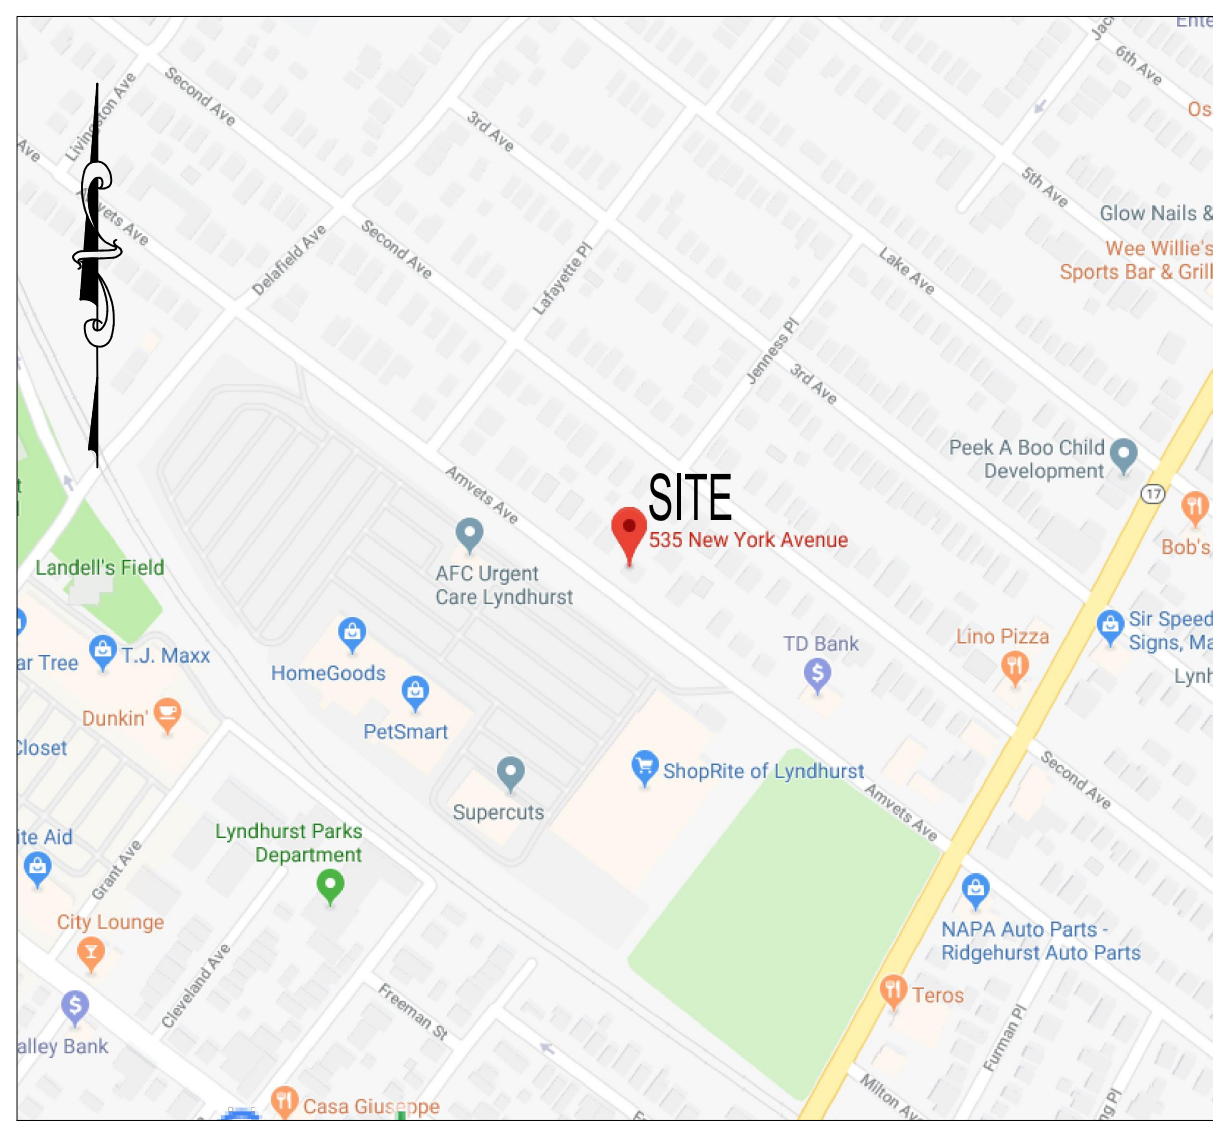 Ente
Jac
6th Ave
Second Ave
Livingston Ave
3rd Ave
Os
Ave
5th Ave
Amvets Ave
Glow Nails &
Second Ave
Delafield Ave
Lafayette Pl
Lake Ave
Wee Willie's
Sports Bar & Grill
Jenness Pl
3rd Ave
Peek A Boo Child
Development
17
Amvets Ave
SITE
535 New York Avenue
Bob's
AFC Urgent
Care Lyndhurst
Landell's Field
Sir Speed
Signs, Ma
Lino Pizza
TD Bank
ar Tree
T.J. Maxx
HomeGoods
Lynh
Dunkin'
PetSmart
Closet
ShopRite of Lyndhurst
Second Ave
Supercuts
Amvets Ave
ite Aid
Lyndhurst Parks
Department
Grant Ave
City Lounge
NAPA Auto Parts -
Ridgehurst Auto Parts
Cleveland Ave
Freeman St
Teros
alley Bank
Furman Pl
Milton Av
Casa Giuseppe
ng Pl